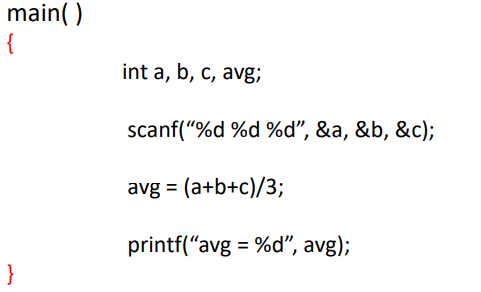 main( )
{
int a, b, c, avg;
scanf(“%d %d %d”, &a, &b, &c);
avg = (a+b+c)/3;
printf(“avg = %d”, avg);
}